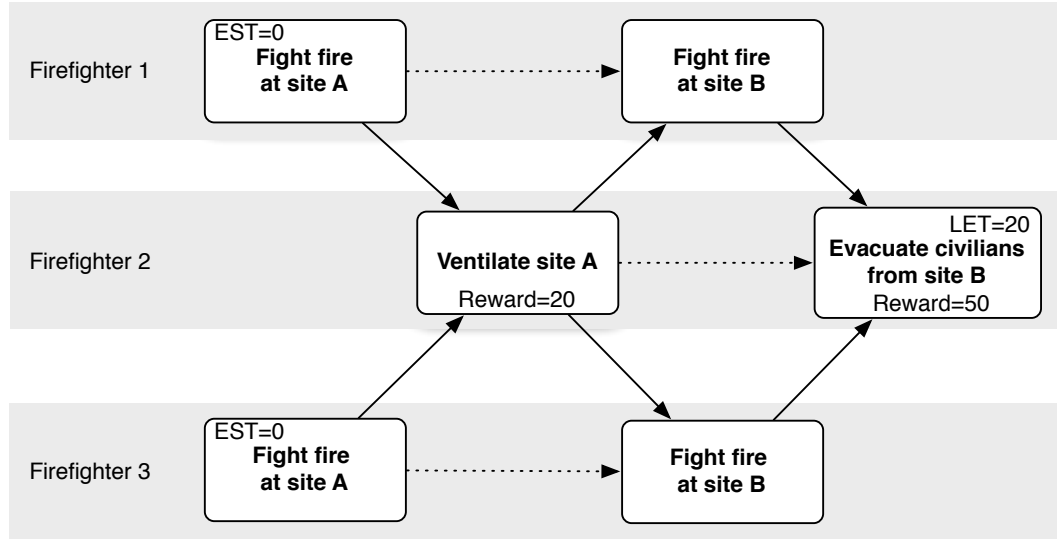 Firefighter 1
EST=0
Fight fire
at site A
Fight fire
at site B
Firefighter 2
Ventilate site A
Reward=20
LET=20
Evacuate civilians
from site B
Reward=50
Firefighter 3
EST=0
Fight fire
at site A
Fight fire
at site B